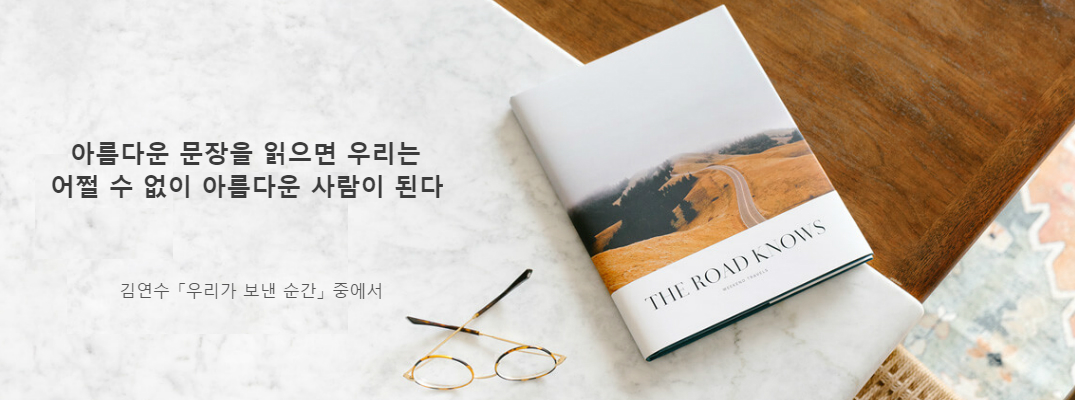 아름다운 문장을 읽으면 우리는
어쩔 수 없이 아름다운 사람이 된다
김연수 「우리가 보낸 순간」 중에서
THE ROAD KNOWS
WEEKEND TRAVELS